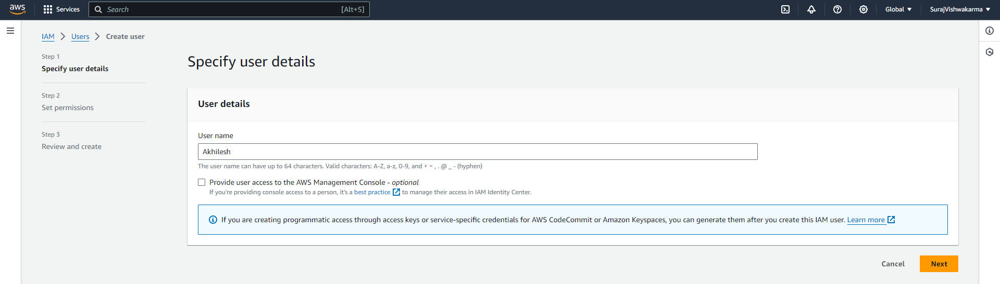 aws Services Search [Alt+S] Global SurajVishwakarma
IAM Users Create user
Step 1
Specify user details
Step 2
Set permissions
Step 3
Review and create
Specify user details
User details
User name
Akhilesh
The user name can have up to 64 characters. Valid characters: A-Z, a-z, 0-9, and + = , . @ _ - (hyphen)
Provide user access to the AWS Management Console - optional
If you're providing console access to a person, it's a best practice to manage their access in IAM Identity Center.
If you are creating programmatic access through access keys or service-specific credentials for AWS CodeCommit or Amazon Keyspaces, you can generate them after you create this IAM user. Learn more
Cancel Next